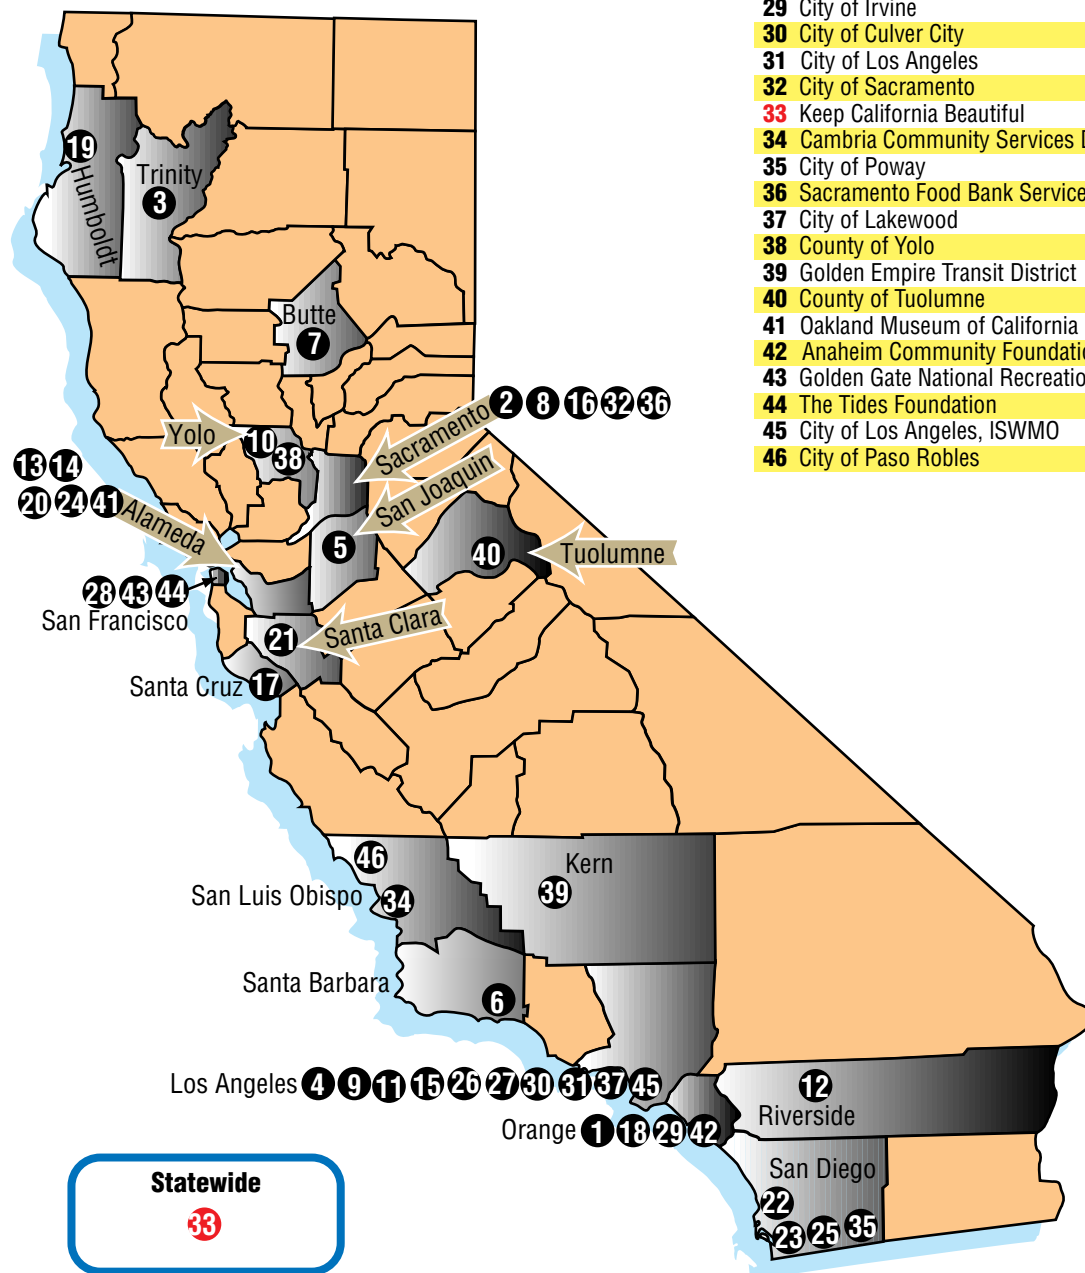 29 City of Irvine
30 City of Culver City
31 City of Los Angeles
32 City of Sacramento
33 Keep California Beautiful
34 Cambria Community Services
35 City of Poway
36 Sacramento Food Bank Service
37 City of Lakewood
38 County of Yolo
39 Golden Empire Transit District
40 County of Tuolumne
41 Oakland Museum of California
42 Anaheim Community Foundatio
43 Golden Gate National Recreatio
44 The Tides Foundation
45 City of Los Angeles, ISWMO
46 City of Paso Robles
19
Humboldt
Trinity
3
Butte
7
Sacramento 2 8 16 32 36
Yolo
10
38
13 14
20 24 41
Alameda
San Joaquin
5
40
Tuolumne
28 43 44
San Francisco
21
Santa Clara
Santa Cruz 17
46
San Luis Obispo
34
Kern
39
Santa Barbara
6
Los Angeles 4 9 11 15 26 27 30 31 37 45
12
Riverside
Orange 1 18 29 42
San Diego
22
23 25 35
Statewide
33